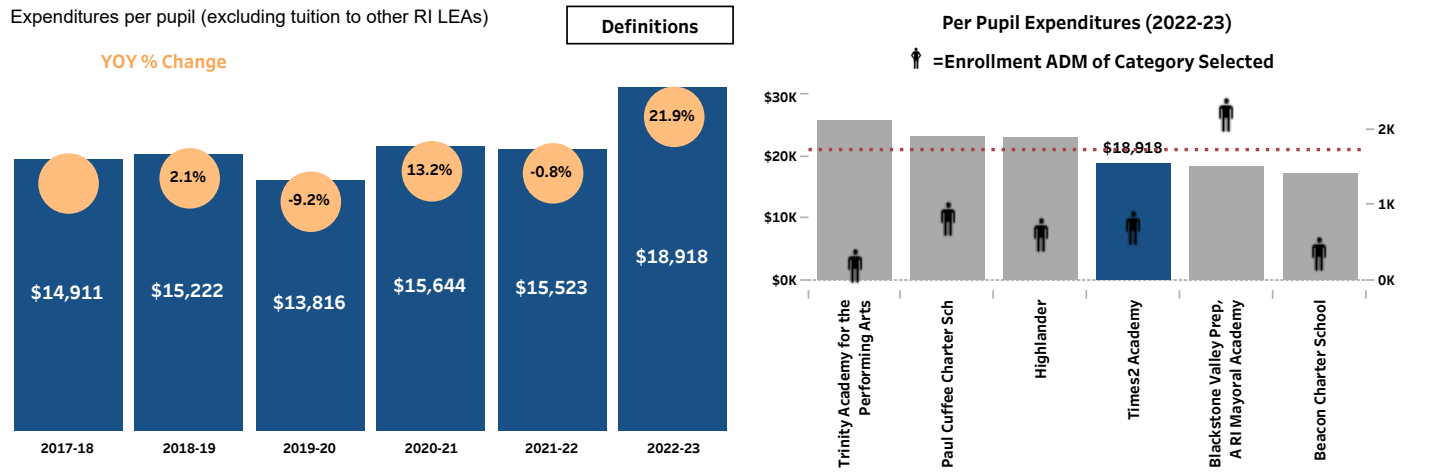 Expenditures per pupil (excluding tuition to other RI LEAs)
Definitions
YOY % Change
2.1%
-9.2%
13.2%
-0.8%
21.9%
$14,911
$15,222
$13,816
$15,644
$15,523
$18,918
2017-18
2018-19
2019-20
2020-21
2021-22
2022-23
Per Pupil Expenditures (2022-23)
=Enrollment ADM of Category Selected
$30K
$20K
$10K
$0K
$18,918
2K
1K
0K
Trinity Academy for the
Performing Arts
Paul Cuffee Charter Sch
Highlander
Times2 Academy
Blackstone Valley Prep,
A RI Mayoral Academy
Beacon Charter School